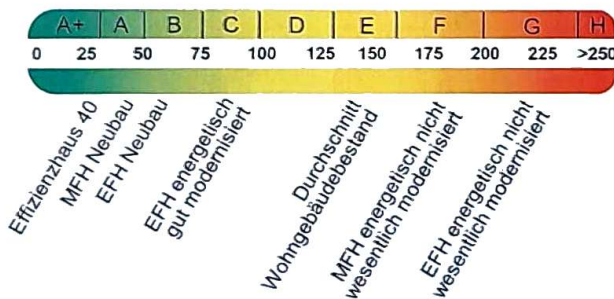 A+ A B C D E F G H
0 25 50 75 100 125 150 175 200 225 >250
Effizienzhaus 40
MFH Neubau
EFH Neubau
EFH energetisch
gut modernisiert
Durchschnitt
Wohngebäudebestand
MFH energetisch nicht
wesentlich modernisiert
EFH energetisch nicht
wesentlich modernisiert